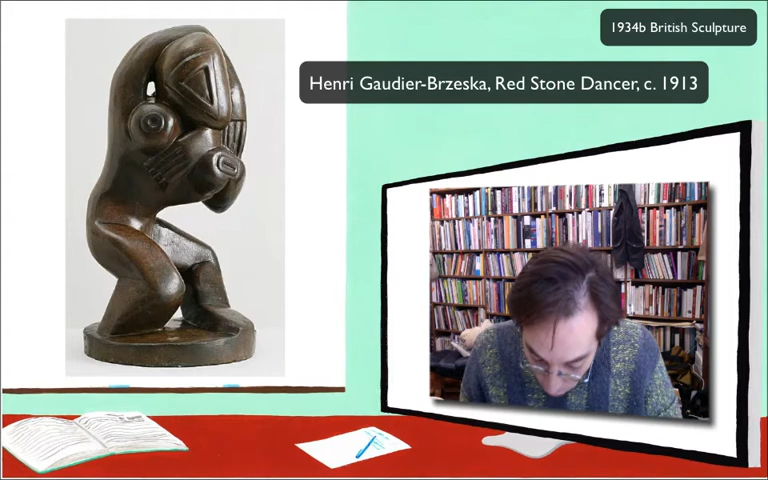 1934b British Sculpture
Henri Gaudier-Brzeska, Red Stone Dancer, c. 1913